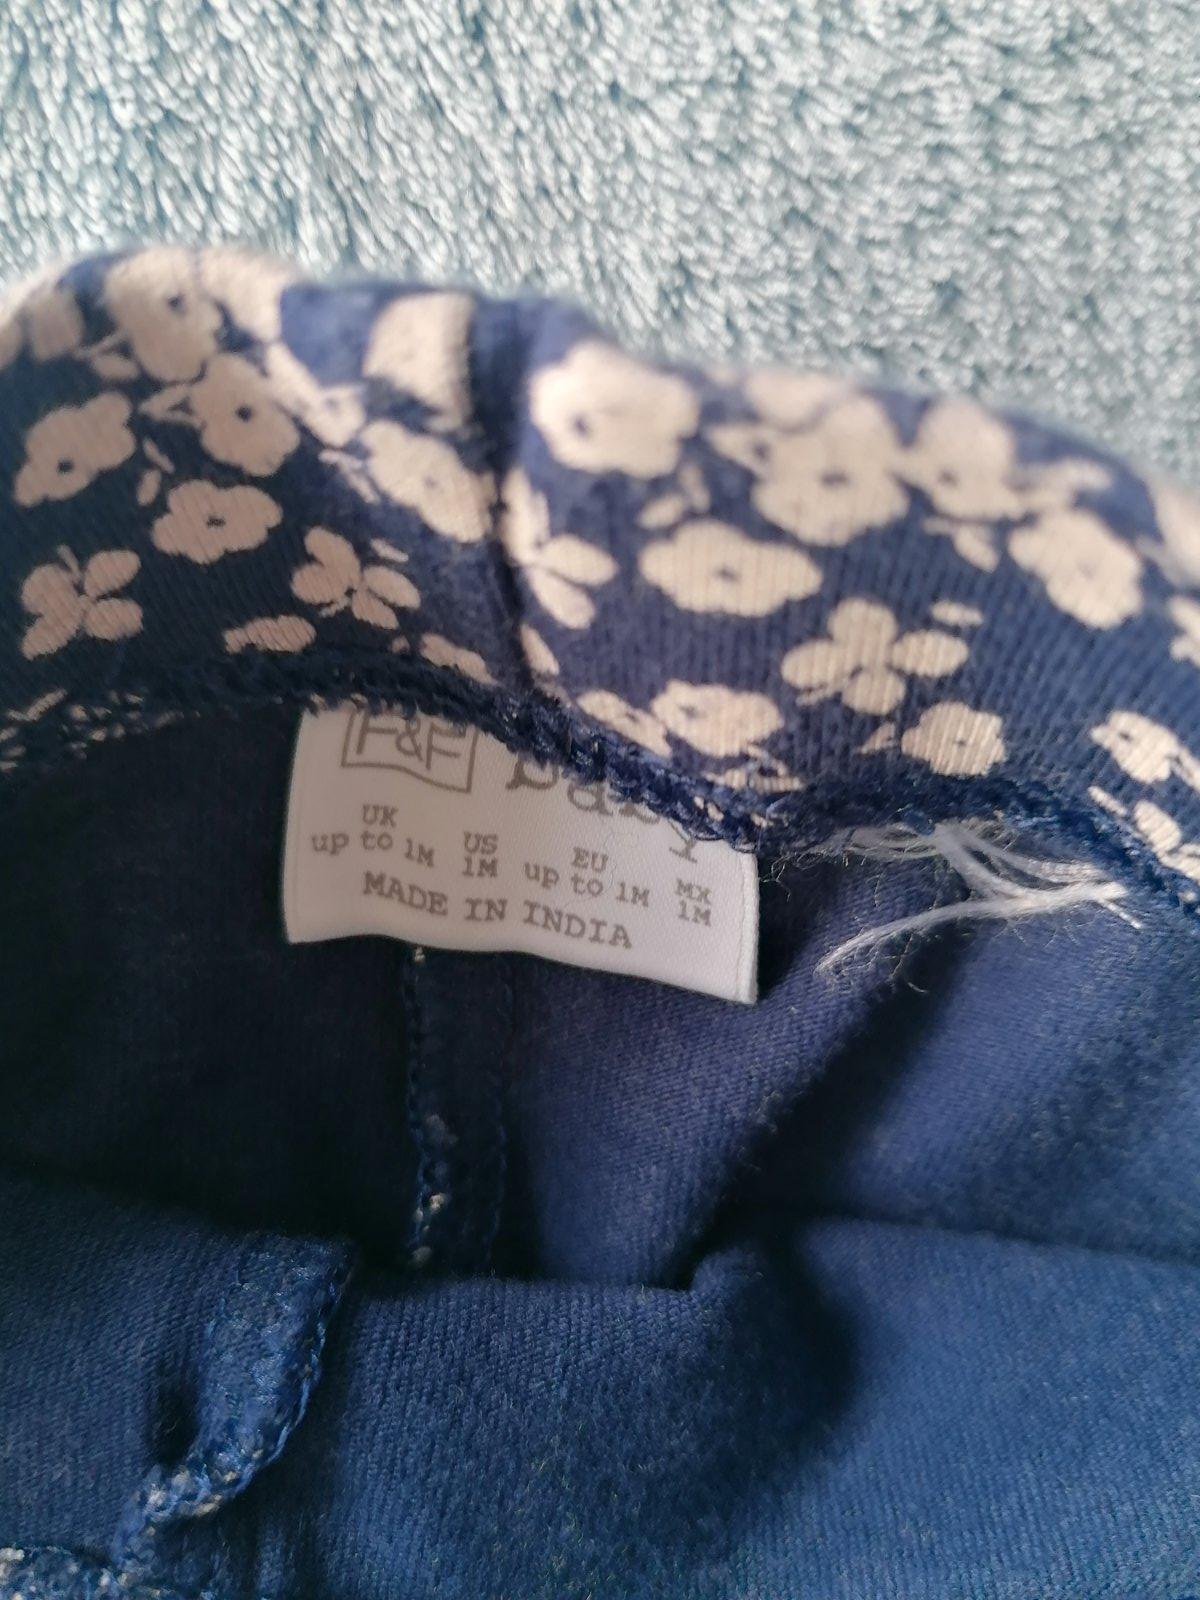 F&F baby
UK US EU MX
up to 1M 1M up to 1M 1M
MADE IN INDIA